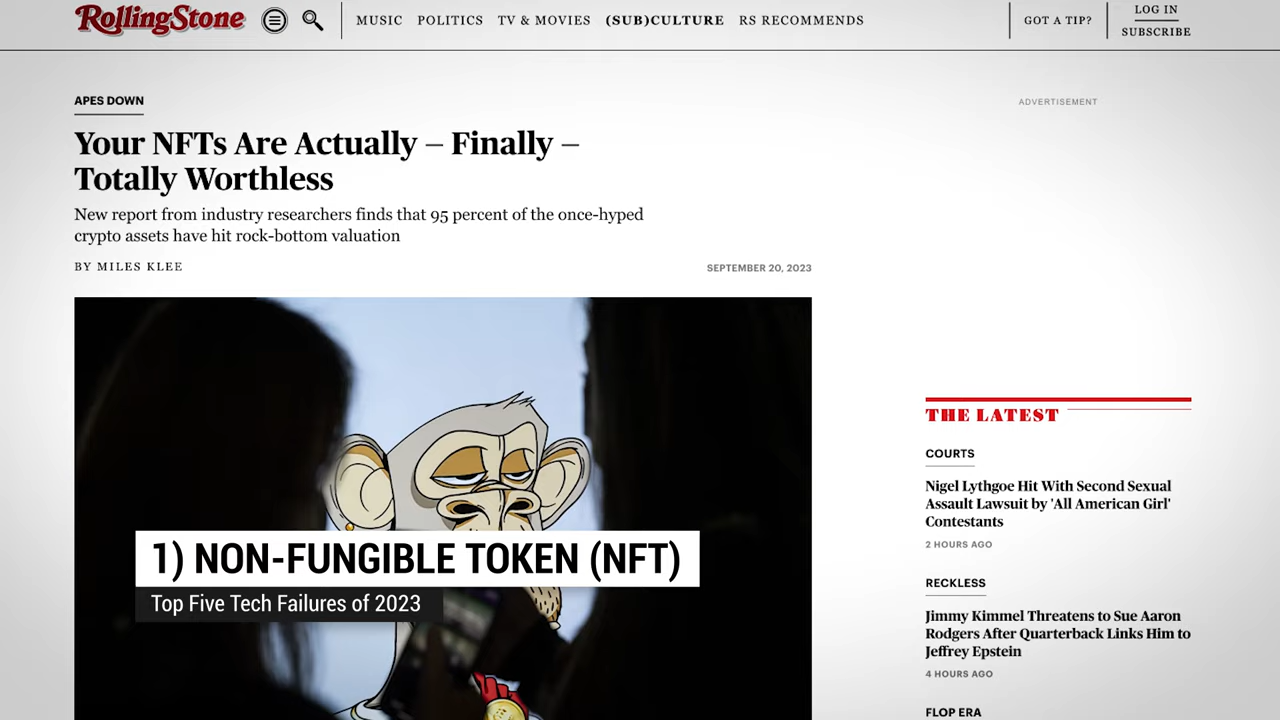 RollingStone
MUSIC
POLITICS
TV & MOVIES
(SUB)CULTURE
RS RECOMMENDS
GOT A TIP?
LOG IN
SUBSCRIBE
APES DOWN
Your NFTs Are Actually – Finally –
Totally Worthless
New report from industry researchers finds that 95 percent of the once-hyped
crypto assets have hit rock-bottom valuation
BY MILES KLEE
SEPTEMBER 20, 2023
1) NON-FUNGIBLE TOKEN (NFT)
Top Five Tech Failures of 2023
ADVERTISEMENT
THE LATEST
COURTS
Nigel Lythgoe Hit With Second Sexual
Assault Lawsuit by 'All American Girl'
Contestants
2 HOURS AGO
RECKLESS
Jimmy Kimmel Threatens to Sue Aaron
Rodgers After Quarterback Links Him to
Jeffrey Epstein
4 HOURS AGO
FLOP ERA